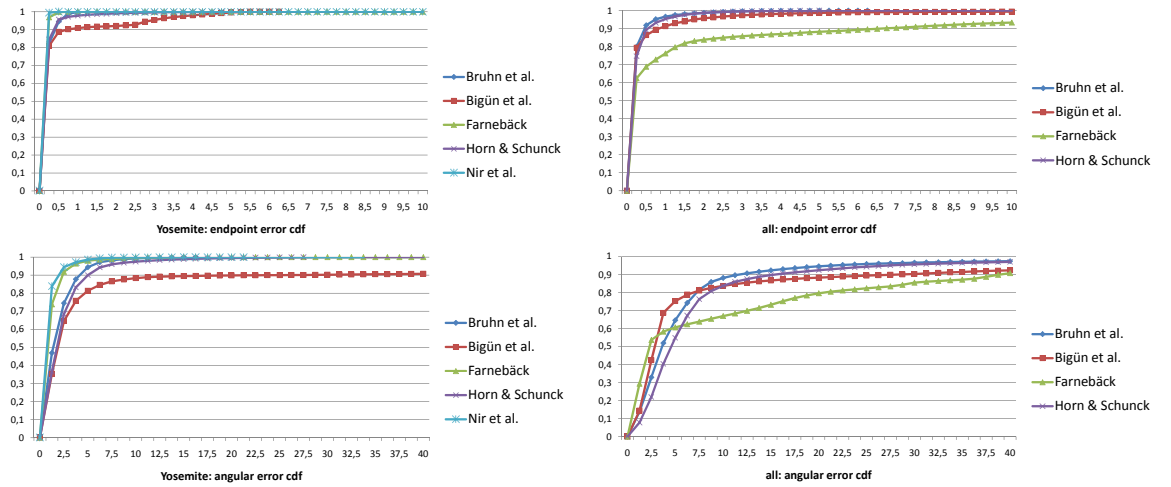 1
0,9
0,8
0,7
0,6
0,5
0,4
0,3
0,2
0,1
0
0 0,5 1 1,5 2 2,5 3 3,5 4 4,5 5 5,5 6 6,5 7 7,5 8 8,5 9 9,5 10
Yosemite: endpoint error cdf
Bruhn et al.
Bigün et al.
Farnebäck
Horn & Schunck
Nir et al.
1
0,9
0,8
0,7
0,6
0,5
0,4
0,3
0,2
0,1
0
0 0,5 1 1,5 2 2,5 3 3,5 4 4,5 5 5,5 6 6,5 7 7,5 8 8,5 9 9,5 10
all: endpoint error cdf
Bruhn et al.
Bigün et al.
Farnebäck
Horn & Schunck
1
0,9
0,8
0,7
0,6
0,5
0,4
0,3
0,2
0,1
0
0 2,5 5 7,5 10 12,5 15 17,5 20 22,5 25 27,5 30 32,5 35 37,5 40
Yosemite: angular error cdf
Bruhn et al.
Bigün et al.
Farnebäck
Horn & Schunck
Nir et al.
1
0,9
0,8
0,7
0,6
0,5
0,4
0,3
0,2
0,1
0
0 2,5 5 7,5 10 12,5 15 17,5 20 22,5 25 27,5 30 32,5 35 37,5 40
all: angular error cdf
Bruhn et al.
Bigün et al.
Farnebäck
Horn & Schunck